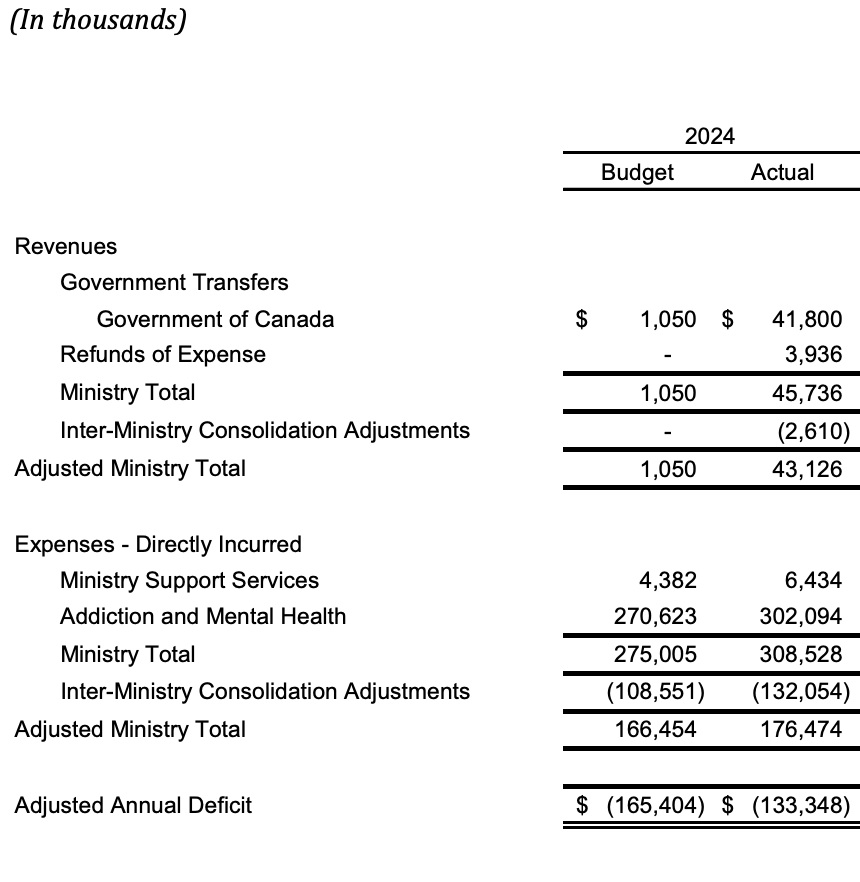 (In thousands)
2024
Budget Actual
Revenues
Government Transfers
Government of Canada $ 1,050 $ 41,800
Refunds of Expense - 3,936
Ministry Total 1,050 45,736
Inter-Ministry Consolidation Adjustments - (2,610)
Adjusted Ministry Total 1,050 43,126
Expenses - Directly Incurred
Ministry Support Services 4,382 6,434
Addiction and Mental Health 270,623 302,094
Ministry Total 275,005 308,528
Inter-Ministry Consolidation Adjustments (108,551) (132,054)
Adjusted Ministry Total 166,454 176,474
Adjusted Annual Deficit $ (165,404) $ (133,348)